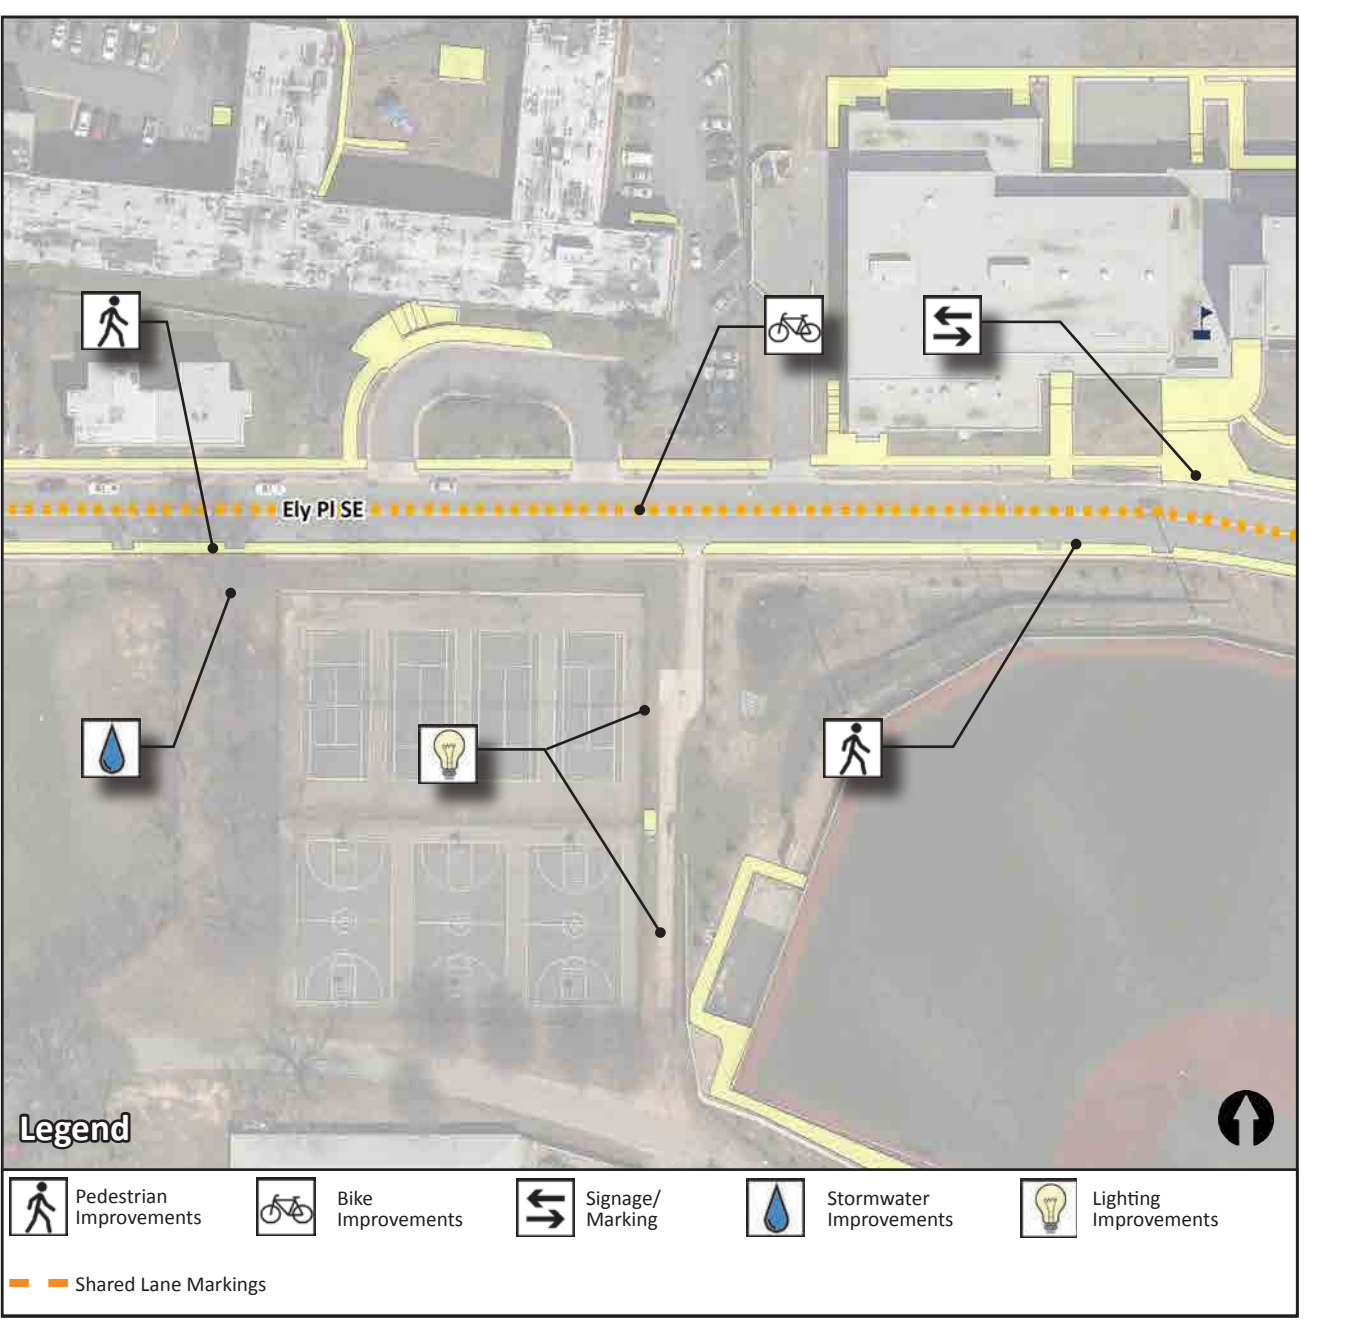 Ely Pl SE
Legend
Pedestrian
Improvements
Bike
Improvements
Signage/
Marking
Stormwater
Improvements
Lighting
Improvements
Shared Lane Markings